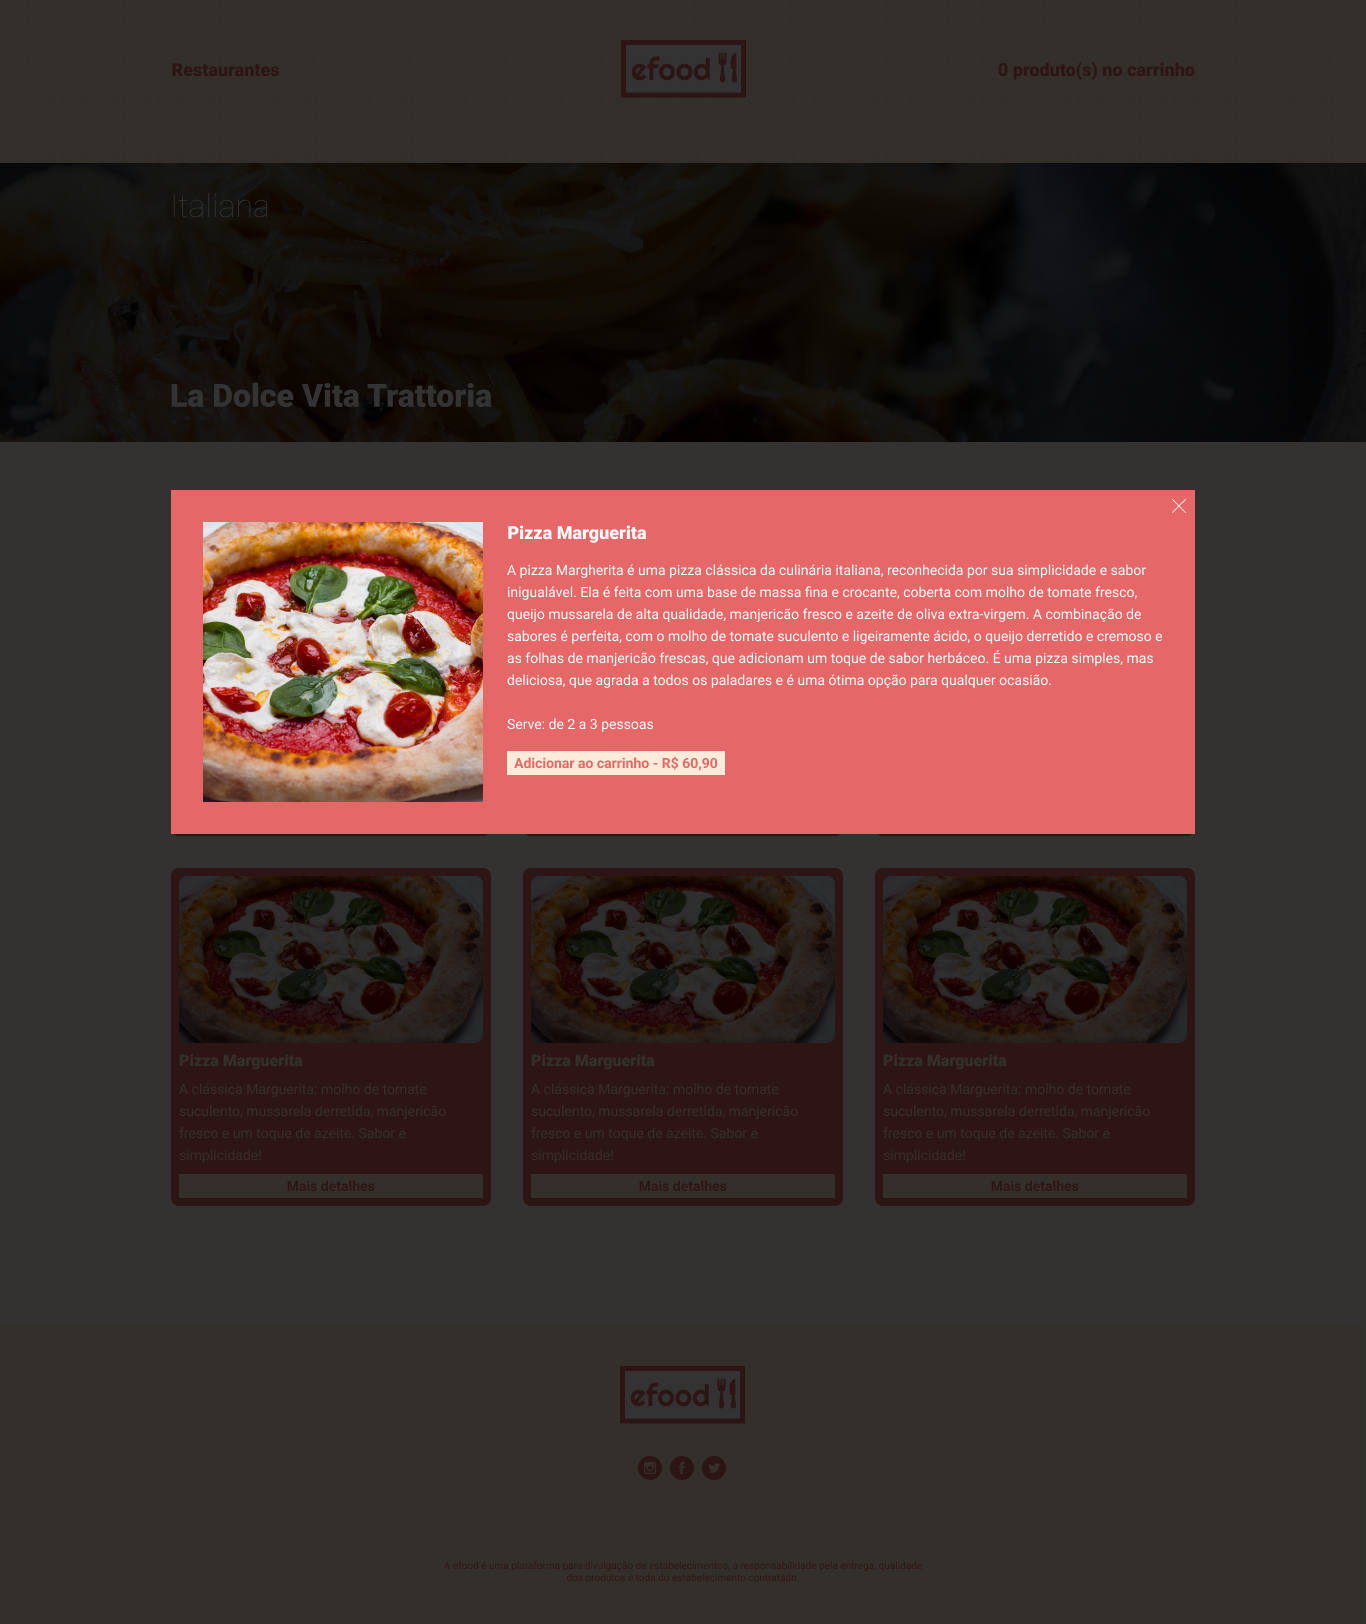 Restaurantes
efood
0 produto(s) no carrinho
Italiana
La Dolce Vita Trattoria
Pizza Marguerita
A pizza Margherita é uma pizza clássica da culinária italiana, reconhecida por sua simplicidade e sabor
inigualável. Ela é feita com uma base de massa fina e crocante, coberta com molho de tomate fresco,
queijo mussarela de alta qualidade, manjericão fresco e azeite de oliva extra-virgem. A combinação de
sabores é perfeita, com o molho de tomate suculento e ligeiramente ácido, o queijo derretido e cremoso e
as folhas de manjericão frescas, que adicionam um toque de sabor herbáceo. É uma pizza simples, mas
deliciosa, que agrada a todos os paladares e é uma ótima opção para qualquer ocasião.
Serve: de 2 a 3 pessoas
Adicionar ao carrinho - R$ 60,90
Pizza Marguerita
A clássica Marguerita: molho de tomate
suculento, mussarela derretida, manjericão
fresco e um toque de azeite. Sabor e
simplicidade!
Mais detalhes
Pizza Marguerita
A clássica Marguerita: molho de tomate
suculento, mussarela derretida, manjericão
fresco e um toque de azeite. Sabor e
simplicidade!
Mais detalhes
Pizza Marguerita
A clássica Marguerita: molho de tomate
suculento, mussarela derretida, manjericão
fresco e um toque de azeite. Sabor e
simplicidade!
Mais detalhes
efood
A efood é uma plataforma para divulgação de estabelecimentos, a responsabilidade pela entrega, qualidade
dos produtos é toda do estabelecimento contratado.